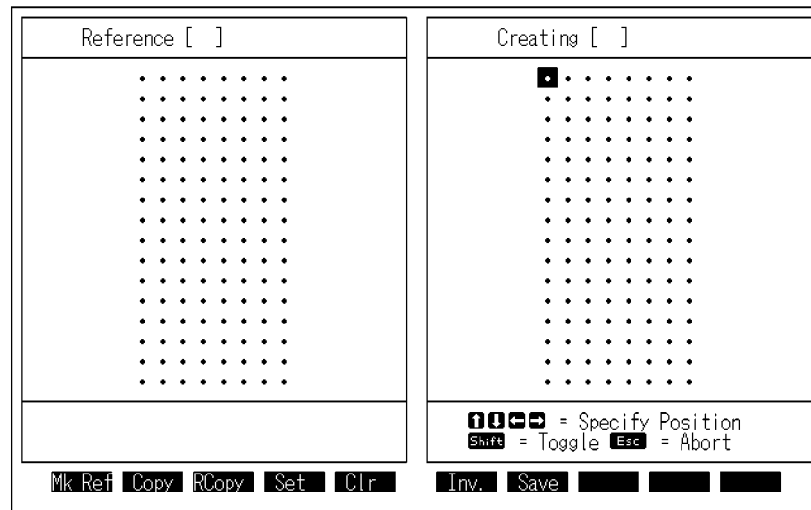 Reference [ ]
Creating [ ]
↑↓←→ = Specify Position
Shift = Toggle Esc = Abort
Mk Ref Copy RCopy Set Clr Inv. Save